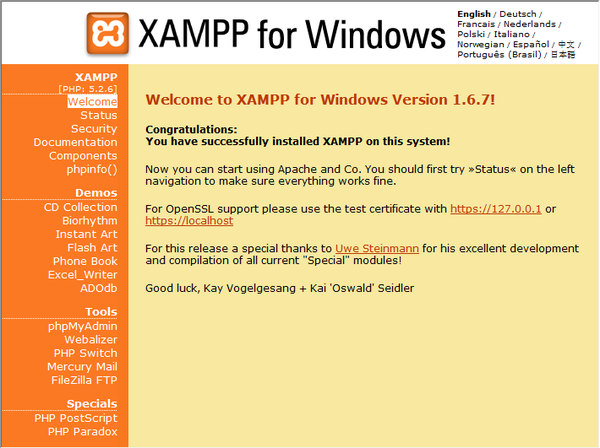 XAMPP for Windows
English / Deutsch /
Francais / Nederlands /
Polski / Italiano /
Norwegian / Español / 中文 /
Português (Brasil) / 日本語
XAMPP
[PHP: 5.2.6]
Welcome
Status
Security
Documentation
Components
phpinfo()
Demos
CD Collection
Biorhythm
Instant Art
Flash Art
Phone Book
Excel_Writer
ADOdb
Tools
phpMyAdmin
Webalizer
PHP Switch
Mercury Mail
FileZilla FTP
Specials
PHP PostScript
PHP Paradox
Welcome to XAMPP for Windows Version 1.6.7!
Congratulations:
You have successfully installed XAMPP on this system!
Now you can start using Apache and Co. You should first try »Status« on the left
navigation to make sure everything works fine.
For OpenSSL support please use the test certificate with https://127.0.0.1 or
https://localhost
For this release a special thanks to Uwe Steinmann for his excellent development
and compilation of all current "Special" modules!
Good luck, Kay Vogelgesang + Kai 'Oswald' Seidler